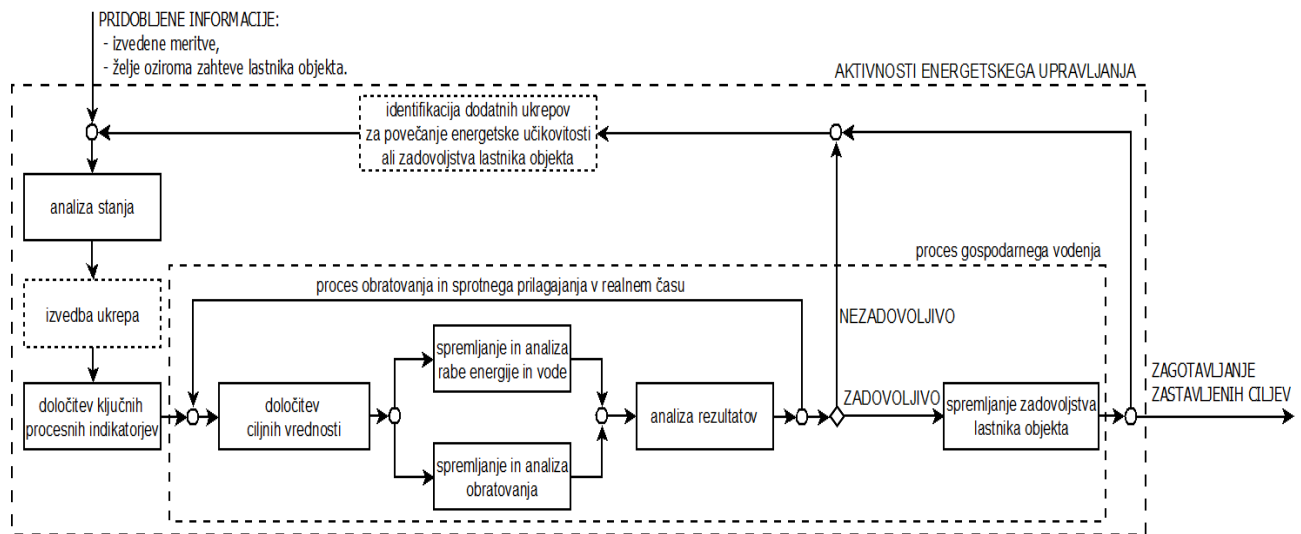 PRIDOBLJENE INFORMACIJE:
- izvedene meritve,
- želje oziroma zahteve lastnika objekta.
AKTIVNOSTI ENERGETSKEGA UPRAVLJANJA
identifikacija dodatnih ukrepov
za povečanje energetske učikovitosti
ali zadovoljstva lastnika objekta
analiza stanja
proces gospodarnega vodenja
proces obratovanja in sprotnega prilagajanja v realnem času
izvedba ukrepa
NEZADOVOLJIVO
spremljanje in analiza
rabe energije in vode
ZAGOTAVLJANJE
ZASTAVLJENIH CILJEV
določitev ključnih
procesnih indikatorjev
določitev
ciljnih vrednosti
analiza rezultatov
ZADOVOLJIVO
spremljanje zadovoljstva
lastnika objekta
spremljanje in analiza
obratovanja